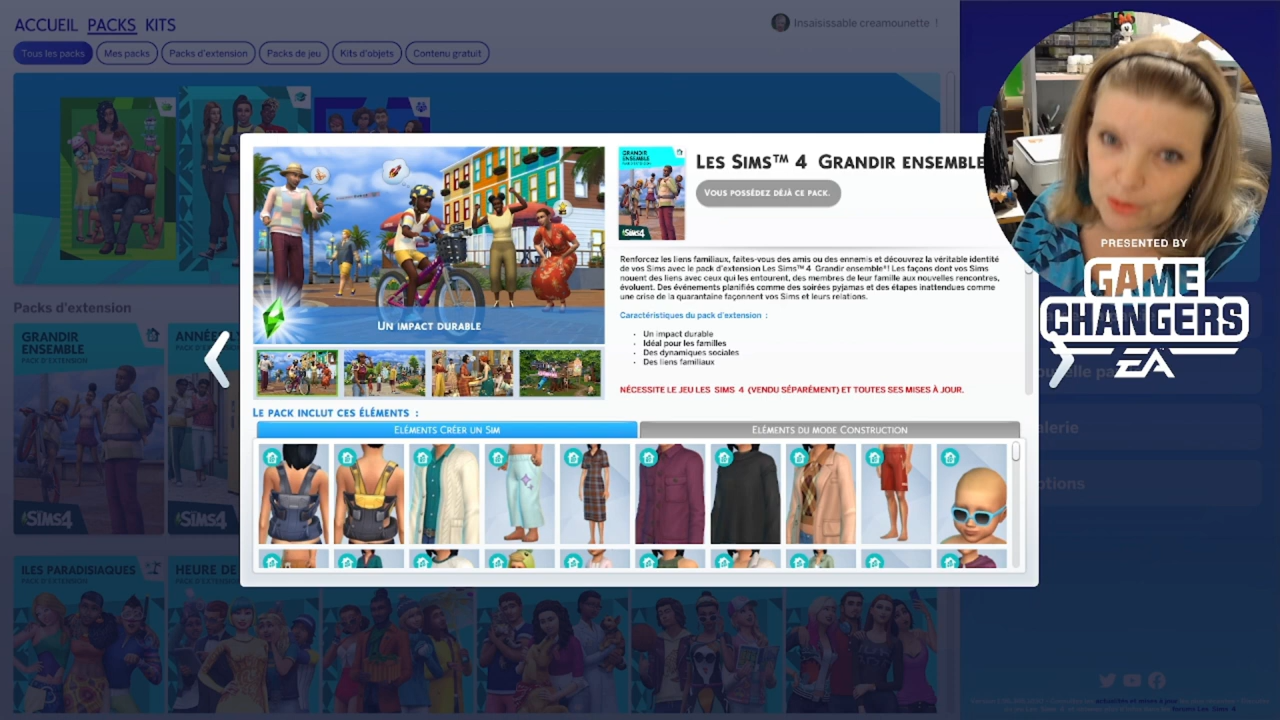 ACCUEIL PACKS KITS
Insaisissable creamounette !
Tous les packs Mes packs Packs d'extension Packs de jeu Kits d'objets Contenu gratuit
GRANDIR ENSEMBLE
SIMS4
LES SIMS™ 4 GRANDIR ENSEMBLE
VOUS POSSÉDEZ DÉJÀ CE PACK.
PRESENTED BY
GAME
CHANGERS
EA
Renforcez les liens familiaux, faites-vous des amis ou des ennemis et découvrez la véritable identité
de vos Sims avec le pack d'extension Les Sims™ 4 Grandir ensemble*! Les façons dont vos Sims
nouent des liens avec ceux qui les entourent, des membres de leur famille aux nouvelles rencontres,
évoluent. Des événements planifiés comme des soirées pyjamas et des étapes inattendues comme
une crise de la quarantaine façonnent vos Sims et leurs relations.
Caractéristiques du pack d'extension :
· Un impact durable
· Idéal pour les familles
· Des dynamiques sociales
· Des liens familiaux
NÉCESSITE LE JEU LES SIMS 4 (VENDU SÉPARÉMENT) ET TOUTES SES MISES À JOUR.
UN IMPACT DURABLE
LE PACK INCLUT CES ÉLÉMENTS :
ELÉMENTS CRÉER UN SIM
ELÉMENTS DU MODE CONSTRUCTION
Packs d'extension
GRANDIR
ENSEMBLE
PACK D'EXTENSION
SIMS4
SIMS4
ILES PARADISIAQUES
PACK D'EXTENSION
HEURE DE